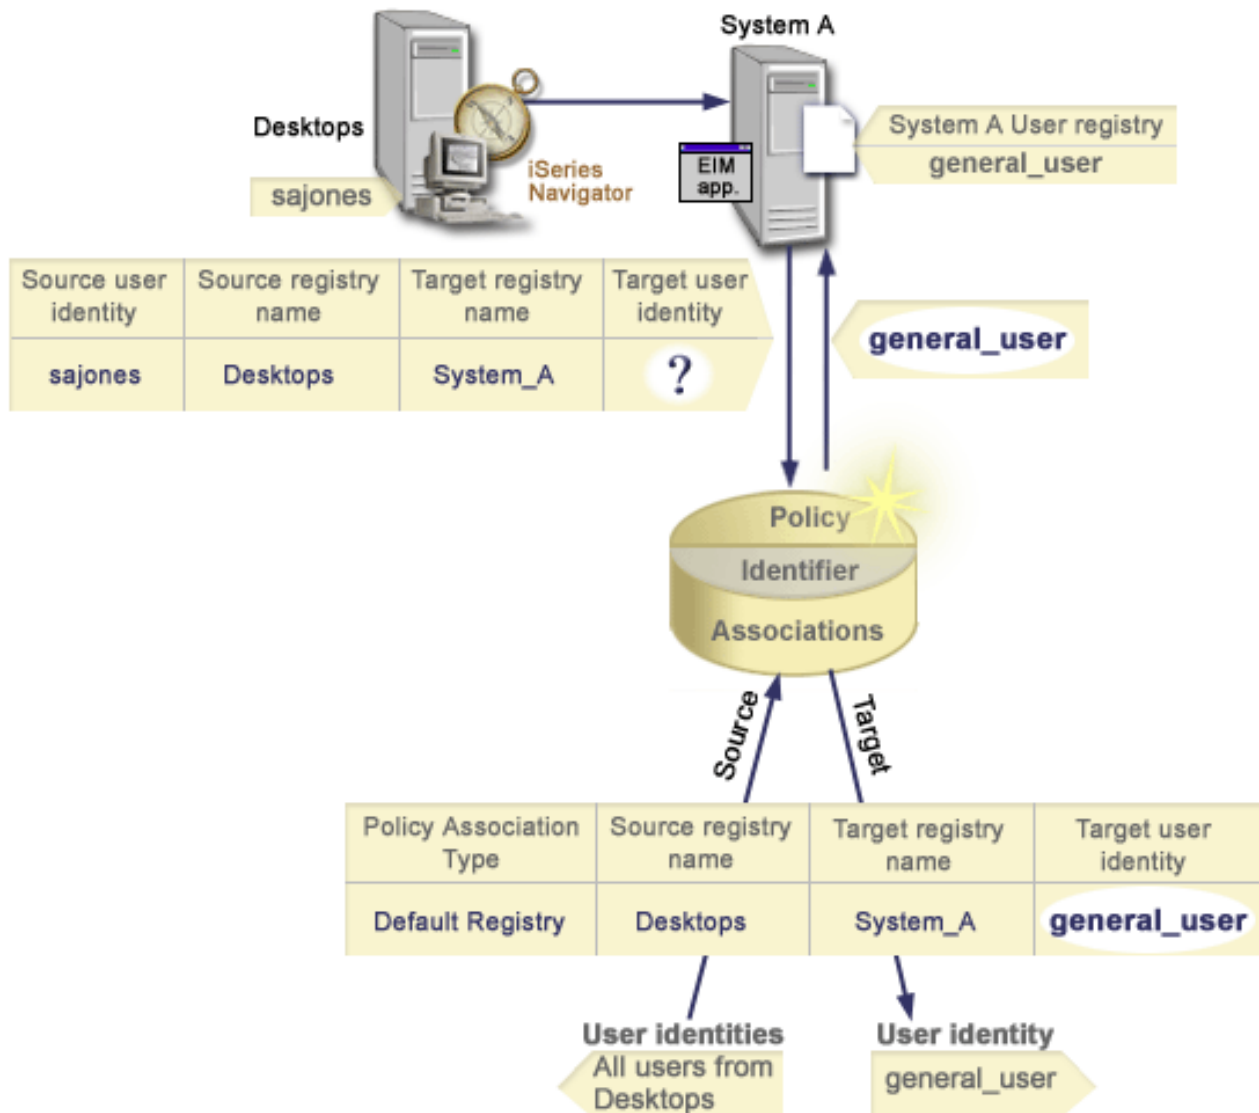 System A
Desktops
sajones
iSeries
Navigator
EIM
app.
System A User registry
general_user
Source user
identity
Source registry
name
Target registry
name
Target user
identity
sajones
Desktops
System_A
?
general_user
Policy
Identifier
Associations
Source
Target
Policy Association
Type
Source registry
name
Target registry
name
Target user
identity
Default Registry
Desktops
System_A
general_user
User identities
All users from
Desktops
User identity
general_user